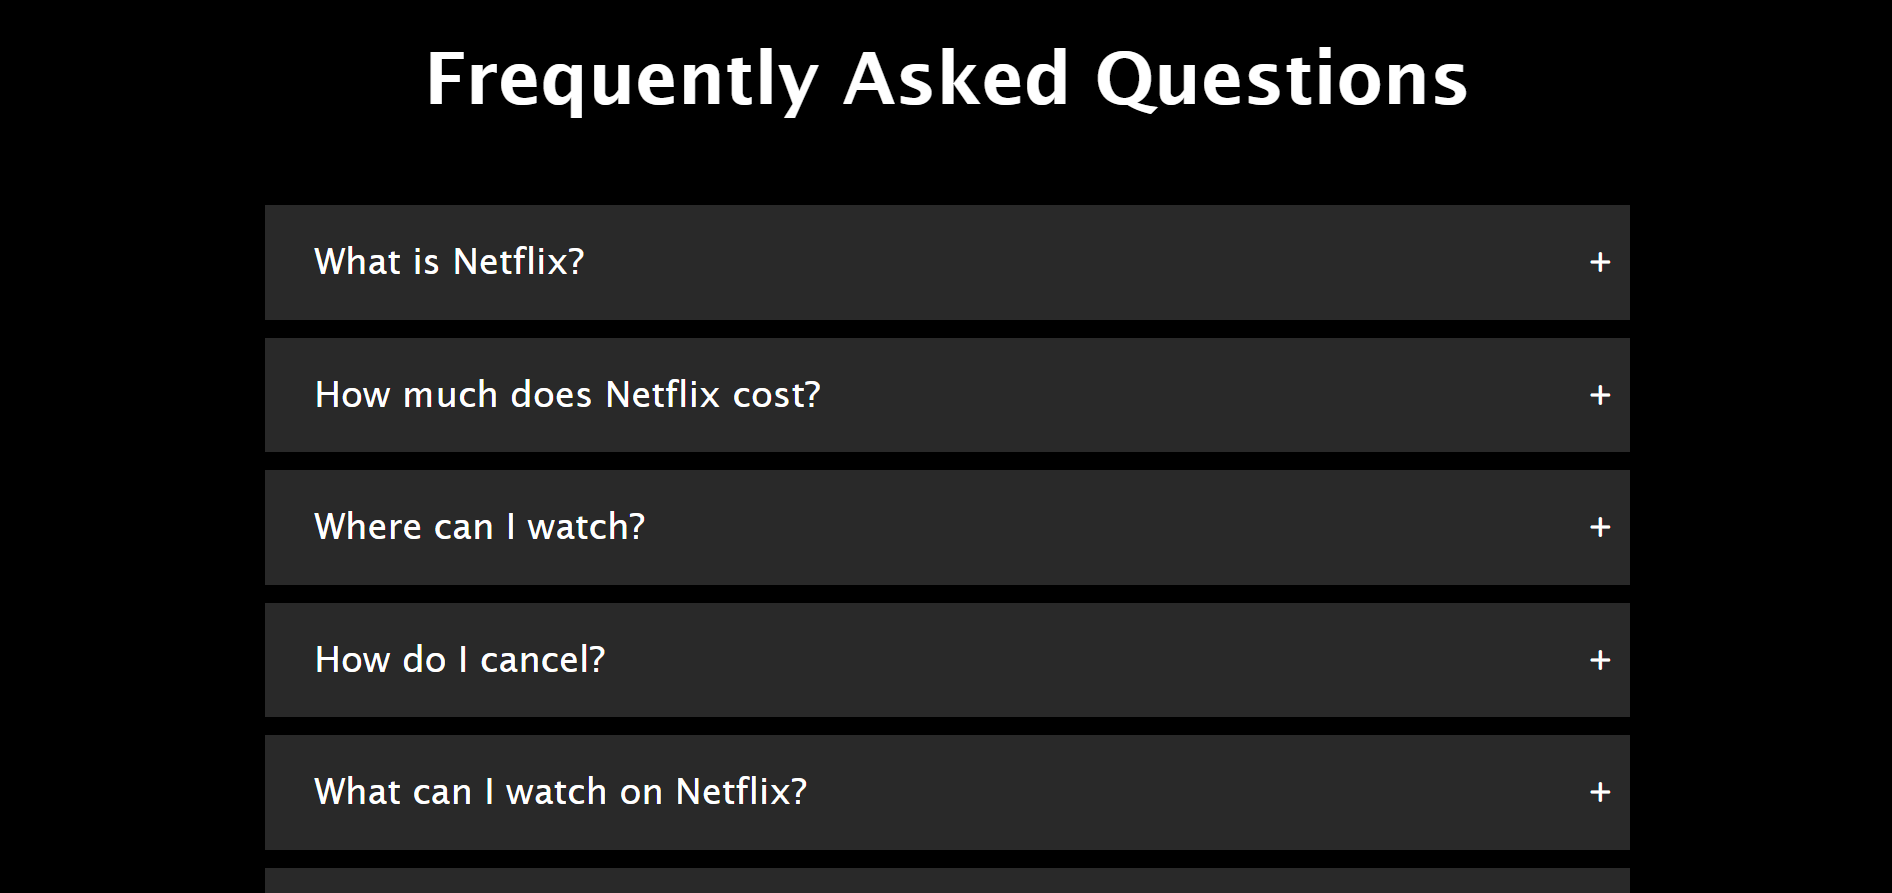 Frequently Asked Questions
What is Netflix?
+
How much does Netflix cost?
+
Where can I watch?
+
How do I cancel?
+
What can I watch on Netflix?
+